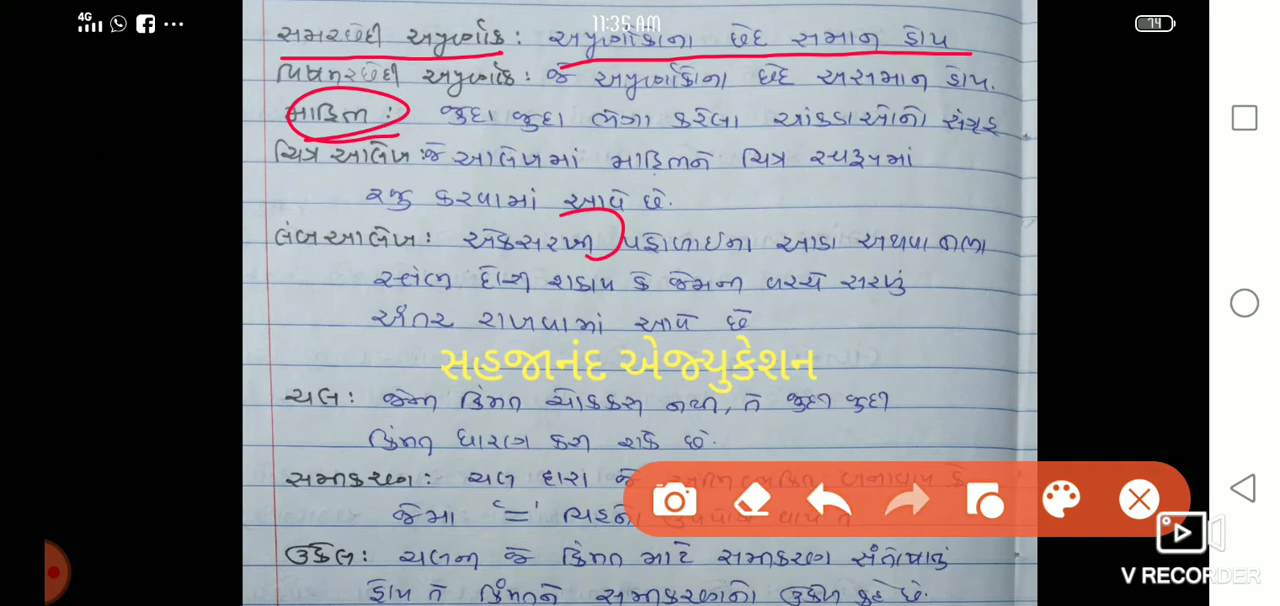 4G
11:35 AM
74
સમચ્છેદી અપૂર્ણાંક : અપૂર્ણાંકોના છેદ સમાન હોય
વિષમચ્છેદી અપૂર્ણાંક : જે અપૂર્ણાંકોના છેદ અસમાન હોય.
માહિતી : જુદા જુદા ભેગા કરેલા આંકડાઓનો સંગ્રહ
ચિત્ર આલેખ : જે આલેખમાં માહિતીને ચિત્ર સ્વરૂપમાં
રજુ કરવામાં આવે છે.
લંબઆલેખ : એકસરખી પહોળાઈના આડા અથવા ઊભા
સ્તંભ દોરી શકાય કે જેમની વચ્ચે સરખું
અંતર રાખવામાં આવે છે
સહજાનંદ એજ્યુકેશન
ચલ : જેની કિંમત ચોક્કસ નથી, તે જુદી જુદી
કિંમત ધારણ કરી શકે છે.
સમીકરણ : ચલ દ્વારા જે
જેમાં '=' ચિહ્નનો
ઉકેલ : ચલની જે કિંમત માટે સમીકરણ સંતોષાતું
હોય તે કિંમતને સમીકરણનો ઉકેલ કહે છે.
V RECORDER